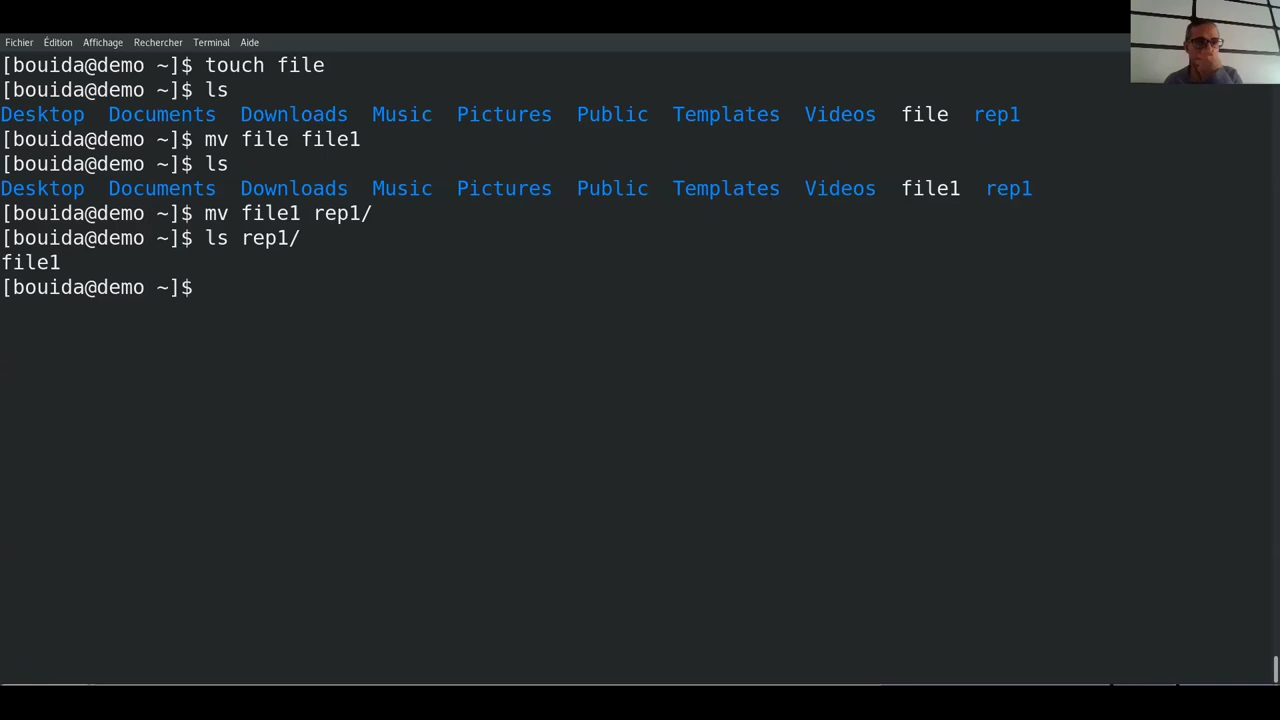 Fichier Édition Affichage Rechercher Terminal Aide
[bouida@demo ~]$ touch file
[bouida@demo ~]$ ls
Desktop Documents Downloads Music Pictures Public Templates Videos file rep1
[bouida@demo ~]$ mv file file1
[bouida@demo ~]$ ls
Desktop Documents Downloads Music Pictures Public Templates Videos file1 rep1
[bouida@demo ~]$ mv file1 rep1/
[bouida@demo ~]$ ls rep1/
file1
[bouida@demo ~]$